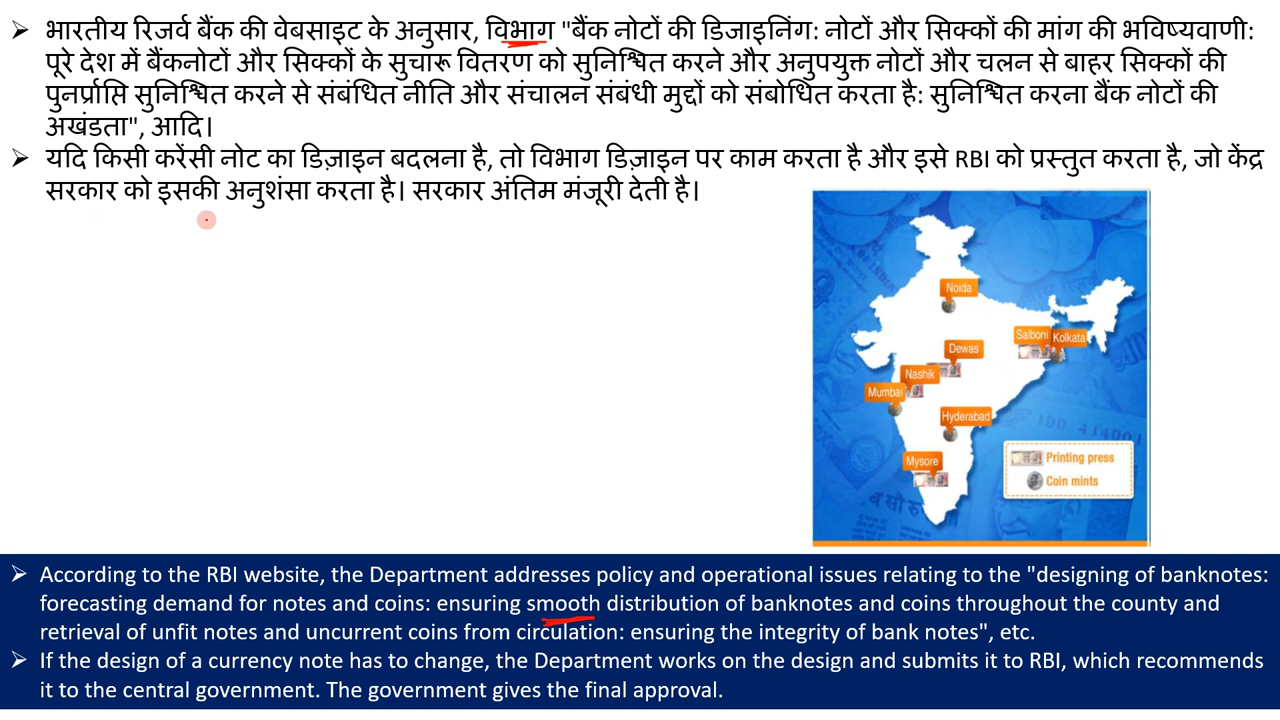 ➢ भारतीय रिजर्व बैंक की वेबसाइट के अनुसार, विभाग "बैंक नोटों की डिजाइनिंग: नोटों और सिक्कों की मांग की भविष्यवाणी:
पूरे देश में बैंकनोटों और सिक्कों के सुचारू वितरण को सुनिश्चित करने और अनुपयुक्त नोटों और चलन से बाहर सिक्कों की
पुनर्प्राप्ति सुनिश्चित करने से संबंधित नीति और संचालन संबंधी मुद्दों को संबोधित करता है: सुनिश्चित करना बैंक नोटों की
अखंडता", आदि।
➢ यदि किसी करेंसी नोट का डिज़ाइन बदलना है, तो विभाग डिज़ाइन पर काम करता है और इसे RBI को प्रस्तुत करता है, जो केंद्र
सरकार को इसकी अनुशंसा करता है। सरकार अंतिम मंजूरी देती है।
Noida
Salboni Kolkata
Dewas
Nashik
Mumbai
Hyderabad
Mysore
Printing press
Coin mints
➢ According to the RBI website, the Department addresses policy and operational issues relating to the "designing of banknotes:
forecasting demand for notes and coins: ensuring smooth distribution of banknotes and coins throughout the county and
retrieval of unfit notes and uncurrent coins from circulation: ensuring the integrity of bank notes", etc.
➢ If the design of a currency note has to change, the Department works on the design and submits it to RBI, which recommends
it to the central government. The government gives the final approval.